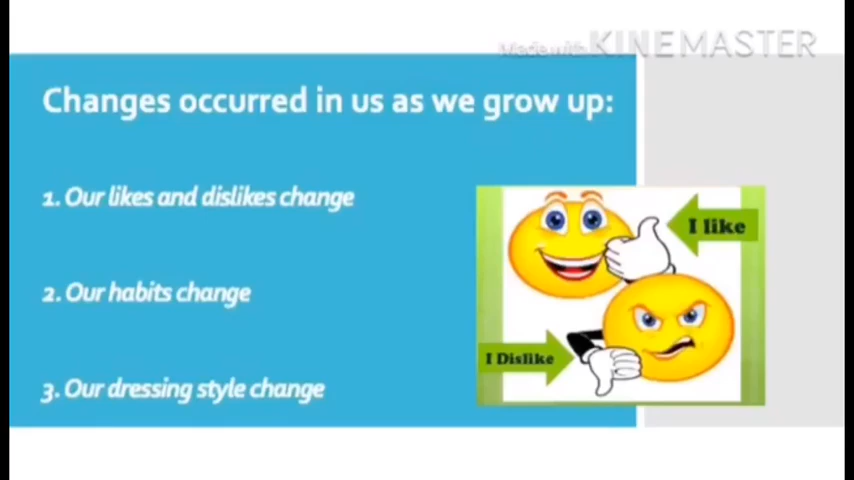 Made with KINEMASTER
Changes occurred in us as we grow up:
1. Our likes and dislikes change
I like
2. Our habits change
I Dislike
3. Our dressing style change